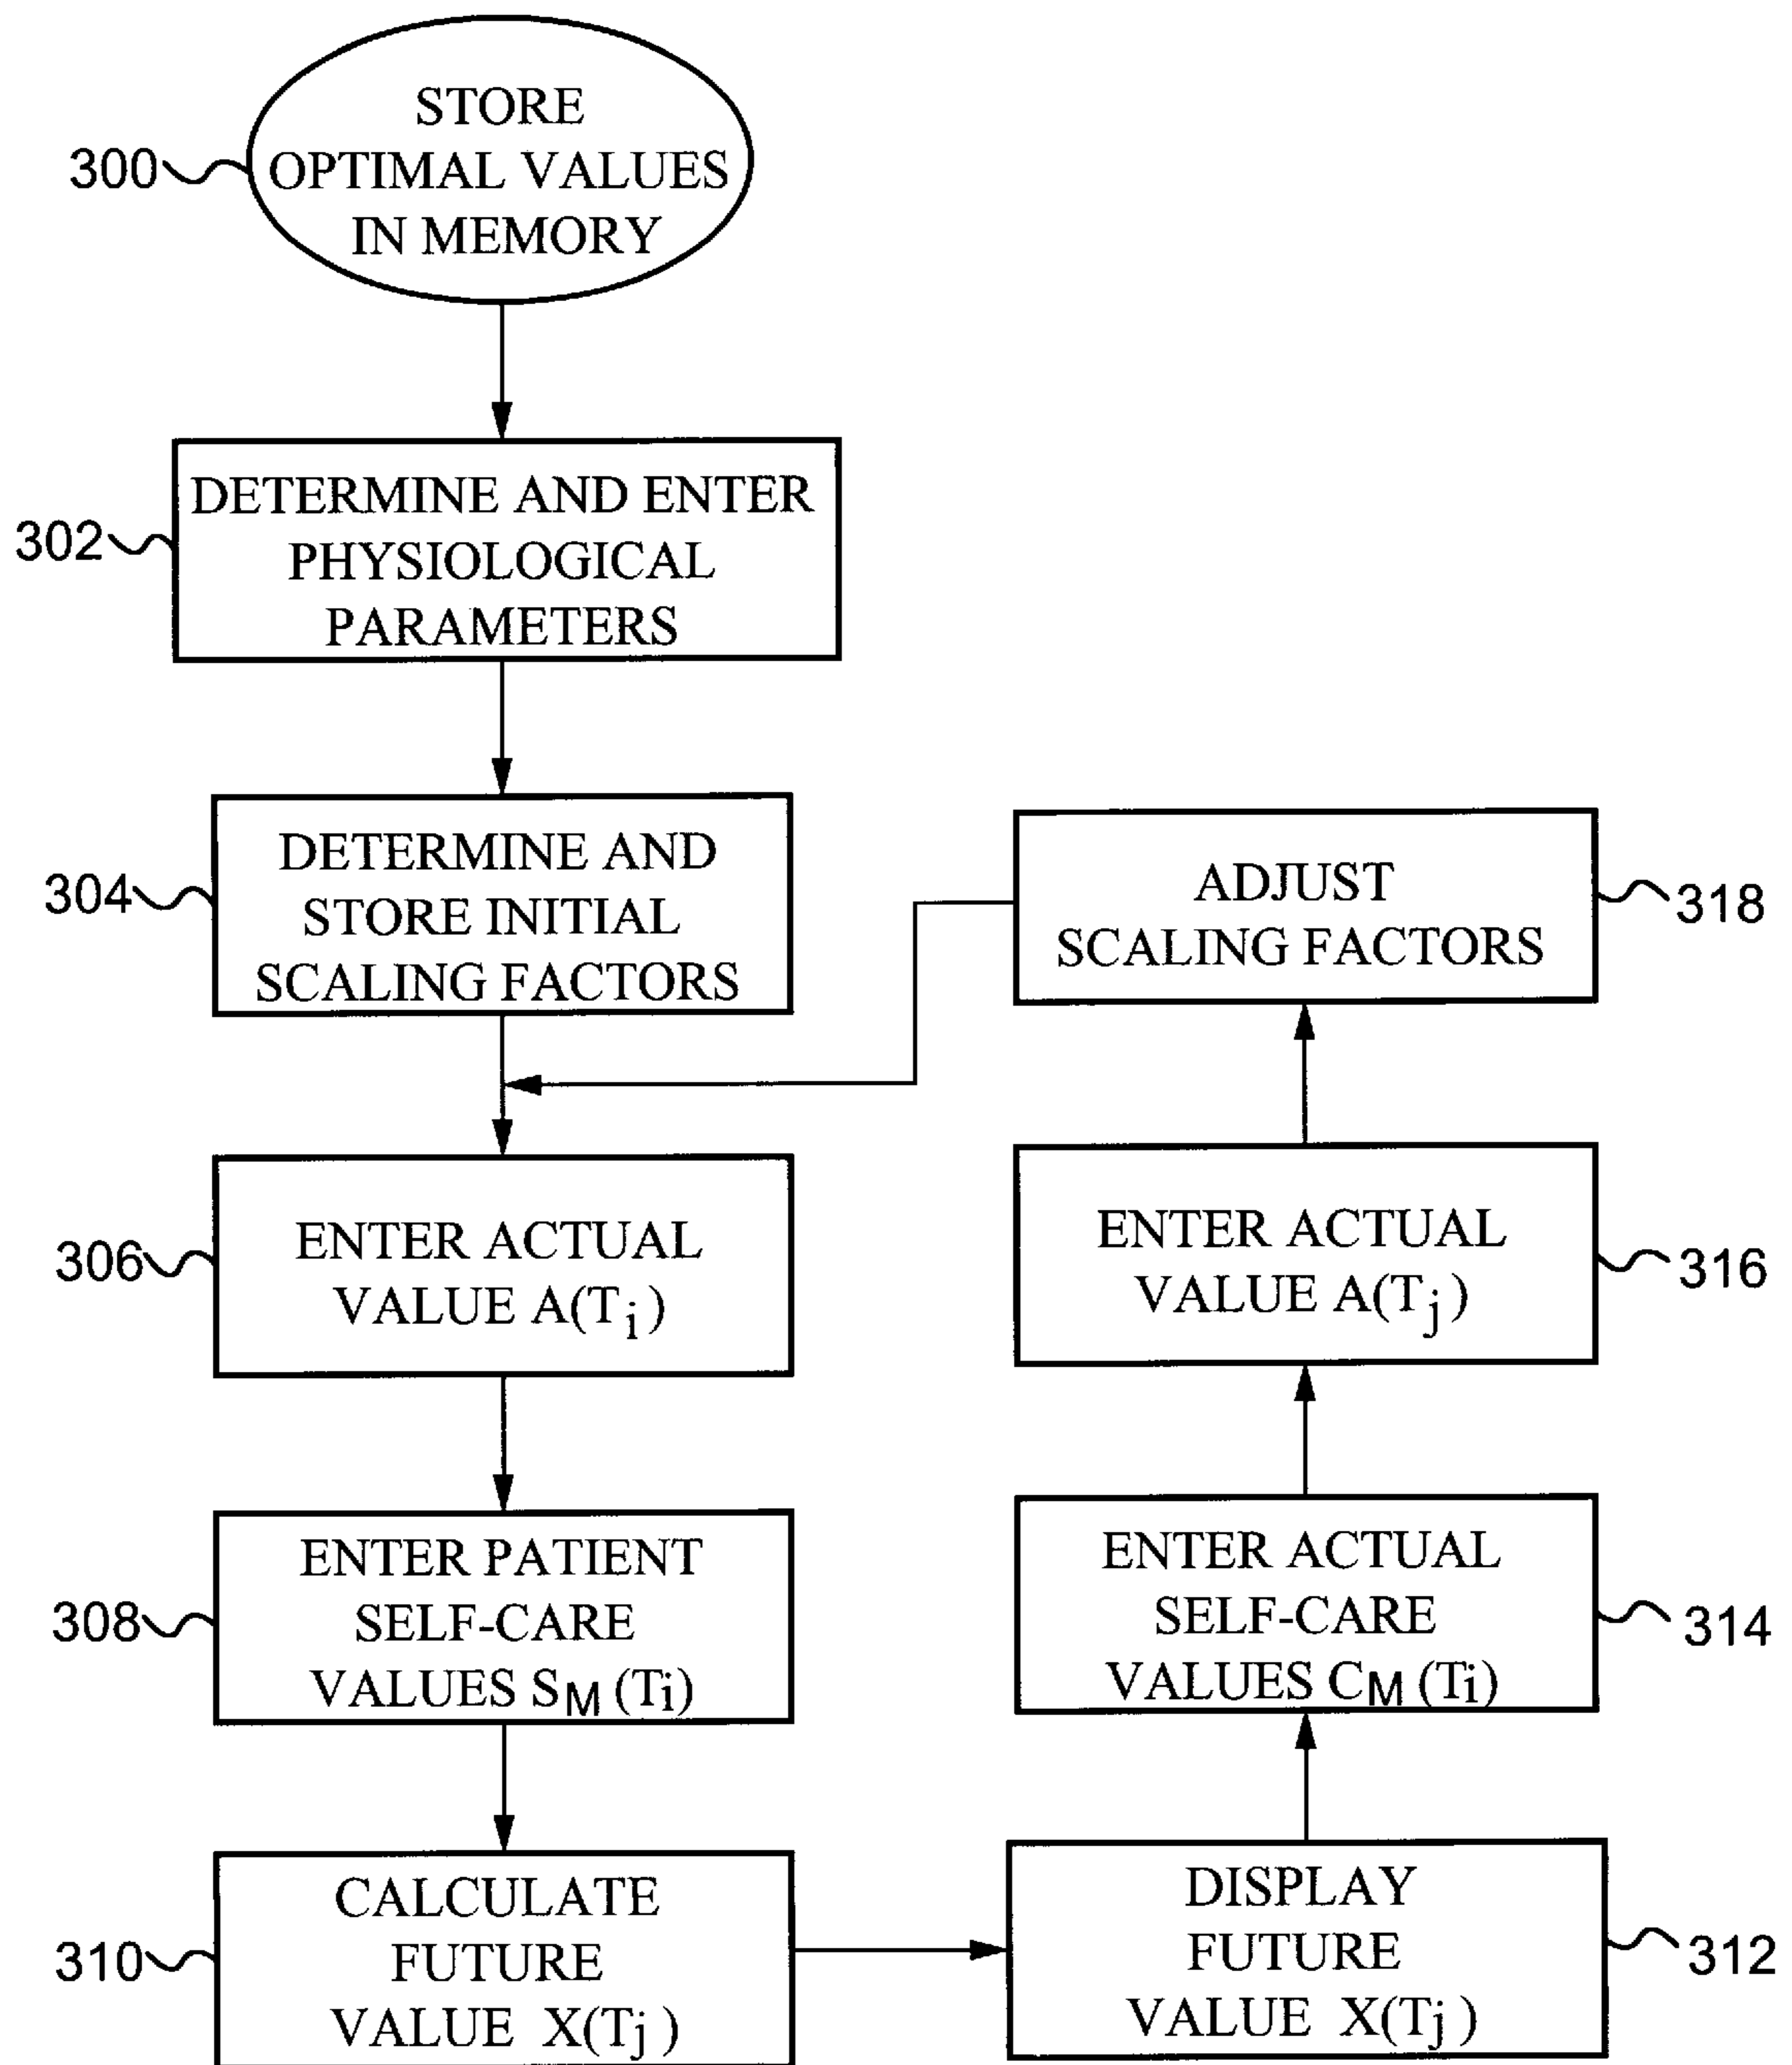 STORE
OPTIMAL VALUES
IN MEMORY
300
DETERMINE AND ENTER
PHYSIOLOGICAL
PARAMETERS
302
DETERMINE AND
STORE INITIAL
SCALING FACTORS
304
ENTER ACTUAL
VALUE A(Ti)
306
ENTER PATIENT
SELF-CARE
VALUES SM (Ti)
308
CALCULATE
FUTURE
VALUE X(Tj)
310
DISPLAY
FUTURE
VALUE X(Tj)
312
ENTER ACTUAL
SELF-CARE
VALUES CM (Ti)
314
ENTER ACTUAL
VALUE A(Tj)
316
ADJUST
SCALING FACTORS
318